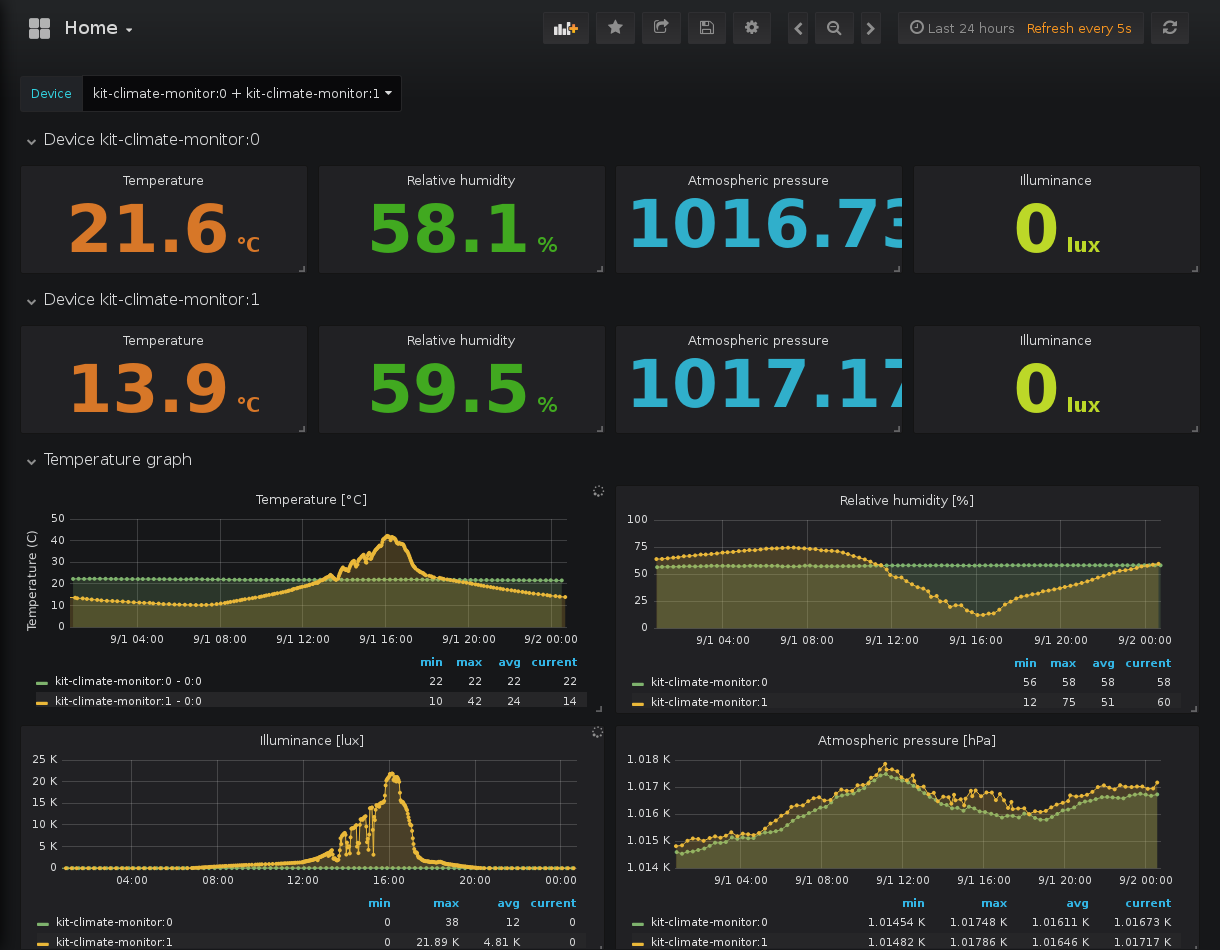 Home
Last 24 hours Refresh every 5s
Device kit-climate-monitor:0 + kit-climate-monitor:1
Device kit-climate-monitor:0
Temperature Relative humidity Atmospheric pressure Illuminance
21.6 °C 58.1 % 1016.73 0 lux
Device kit-climate-monitor:1
Temperature Relative humidity Atmospheric pressure Illuminance
13.9 °C 59.5 % 1017.17 0 lux
Temperature graph
Temperature [°C]
Temperature (C)
50
40
30
20
10
0
9/1 04:00 9/1 08:00 9/1 12:00 9/1 16:00 9/1 20:00 9/2 00:00
min max avg current
kit-climate-monitor:0 - 0:0 22 22 22 22
kit-climate-monitor:1 - 0:0 10 42 24 14
Relative humidity [%]
100
75
50
25
0
9/1 04:00 9/1 08:00 9/1 12:00 9/1 16:00 9/1 20:00 9/2 00:00
min max avg current
kit-climate-monitor:0 56 58 58 58
kit-climate-monitor:1 12 75 51 60
Illuminance [lux]
25 K
20 K
15 K
10 K
5 K
0
04:00 08:00 12:00 16:00 20:00 00:00
min max avg current
kit-climate-monitor:0 0 38 12 0
kit-climate-monitor:1 0 21.89 K 4.81 K 0
Atmospheric pressure [hPa]
1.018 K
1.017 K
1.016 K
1.015 K
1.014 K
9/1 04:00 9/1 08:00 9/1 12:00 9/1 16:00 9/1 20:00 9/2 00:00
min max avg current
kit-climate-monitor:0 1.01454 K 1.01748 K 1.01611 K 1.01673 K
kit-climate-monitor:1 1.01482 K 1.01786 K 1.01646 K 1.01717 K